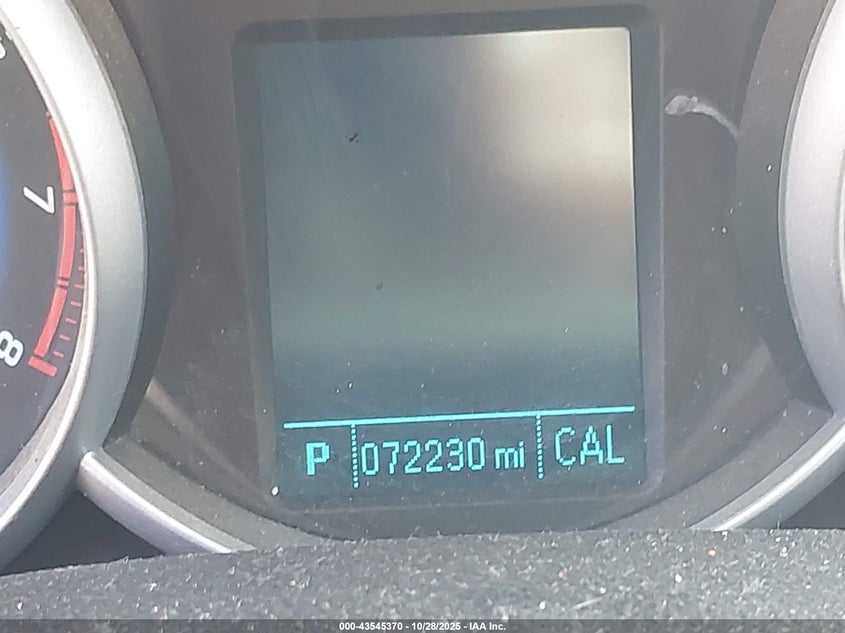 7
8
P 072230 mi CAL
000-43545370 - 10/28/2025 - IAA Inc.